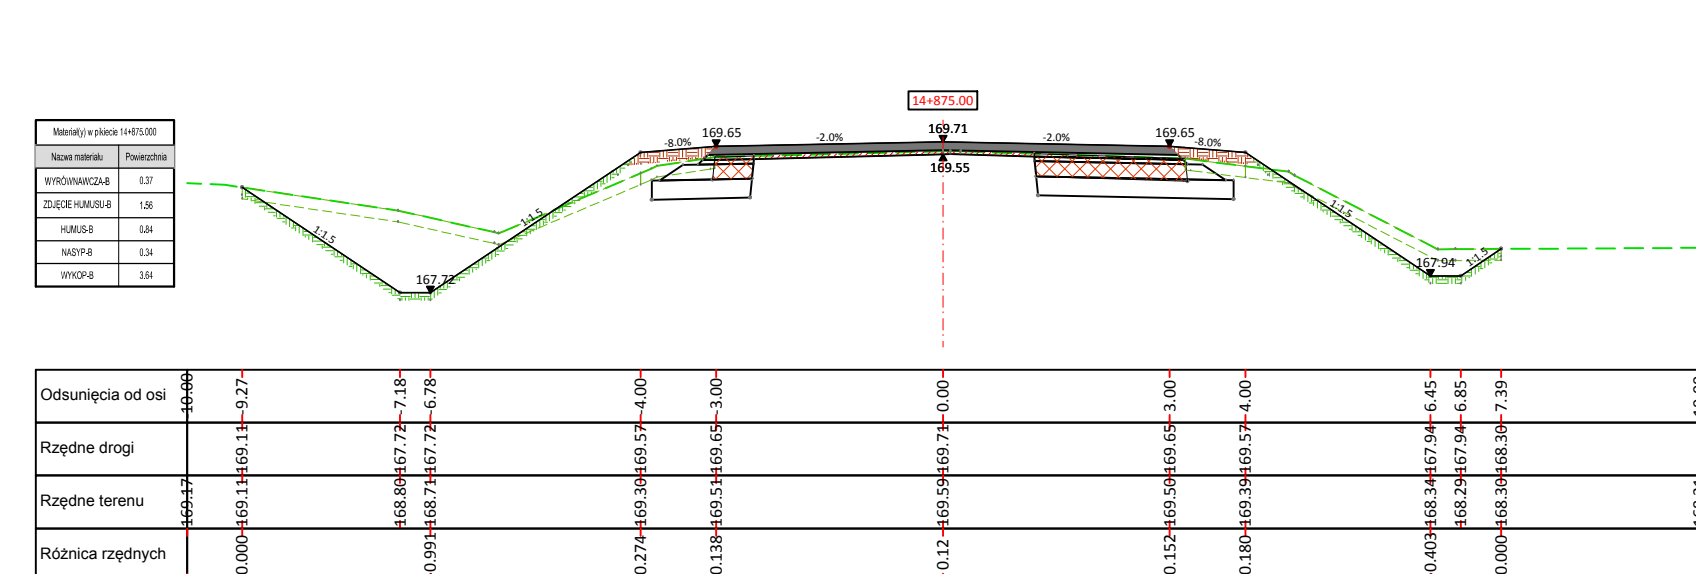 14+875.00
Materiał(y) w pikiecie 14+875.000
Nazwa materiału Powierzchnia
WYRÓWNAWCZA-B 0.37
ZDJĘCIE HUMUSU-B 1.56
HUMUS-B 0.84
NASYP-B 0.34
WYKOP-B 3.64
169.65 169.71 169.65
-8.0% -2.0% -2.0% -8.0%
169.55
1:1.5 1:1.5 1:1.5 1:1.5
167.72 167.94
Odsunięcia od osi -10.00 -9.27 -7.18 -6.78 -4.00 -3.00 0.00 3.00 4.00 6.45 6.85 7.39
Rzędne drogi 169.11 167.72 167.72 169.57 169.65 169.71 169.65 169.57 167.94 167.94 168.30
Rzędne terenu 169.17 169.11 168.80 168.71 169.30 169.51 169.59 169.50 169.39 168.34 168.29 168.30
Różnica rzędnych 0.000 -0.991 0.274 0.138 0.12 0.152 0.180 -0.403 0.000